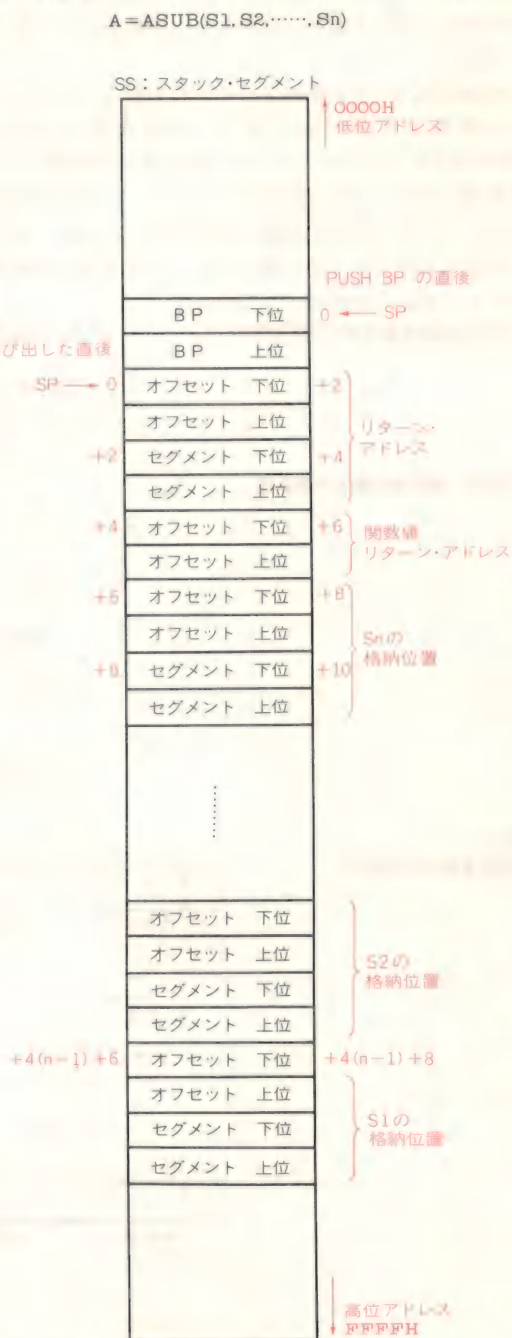 A=ASUB(S1, S2,……, Sn)
SS：スタック・セグメント
0000H
低位アドレス
PUSH BP の直後
BP 下位
0 ← SP
び出した直後
BP 上位
SP → 0
オフセット 下位
+2
オフセット 上位
リターン・
アドレス
+2
セグメント 下位
+4
セグメント 上位
+4
オフセット 下位
+6
関数値
リターン・アドレス
オフセット 上位
+6
オフセット 下位
+8
オフセット 上位
Snの
格納位置
+8
セグメント 下位
+10
セグメント 上位
………
オフセット 下位
オフセット 上位
S2の
格納位置
セグメント 下位
セグメント 上位
+4(n-1)+6
オフセット 下位
+4(n-1)+8
オフセット 上位
S1の
格納位置
セグメント 下位
セグメント 上位
高位アドレス
FFFFH